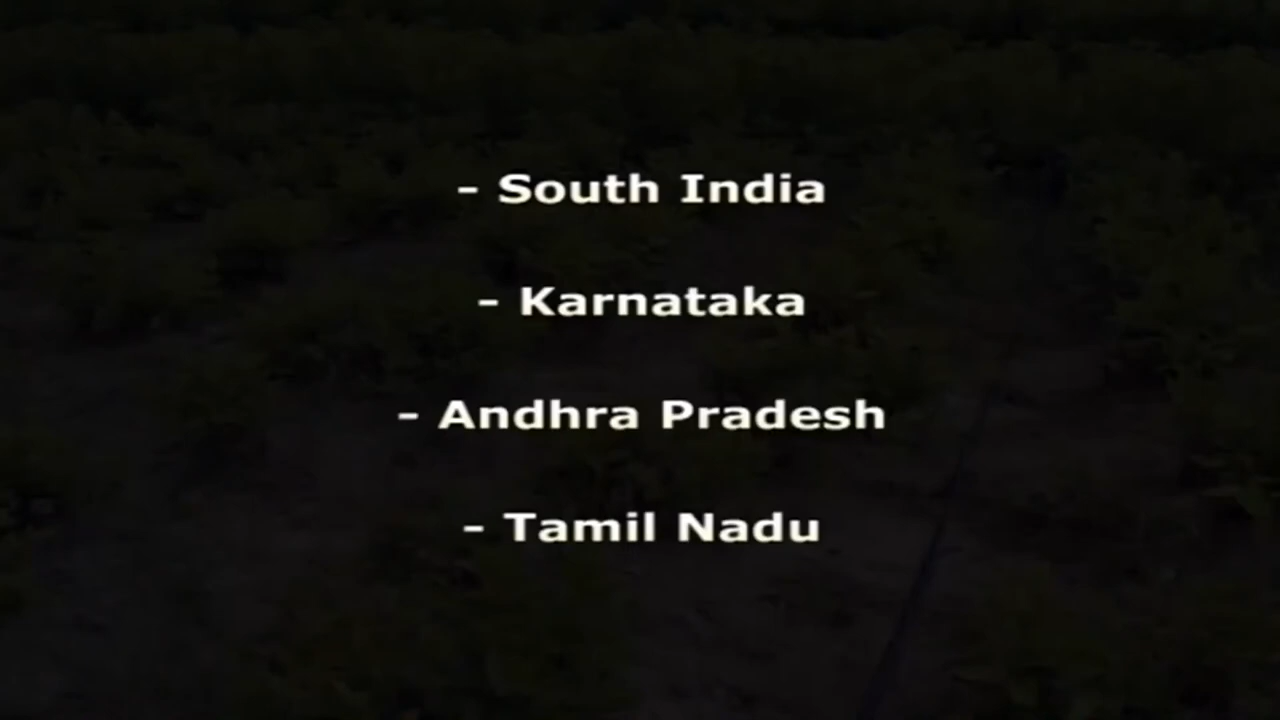 - South India
- Karnataka
- Andhra Pradesh
- Tamil Nadu